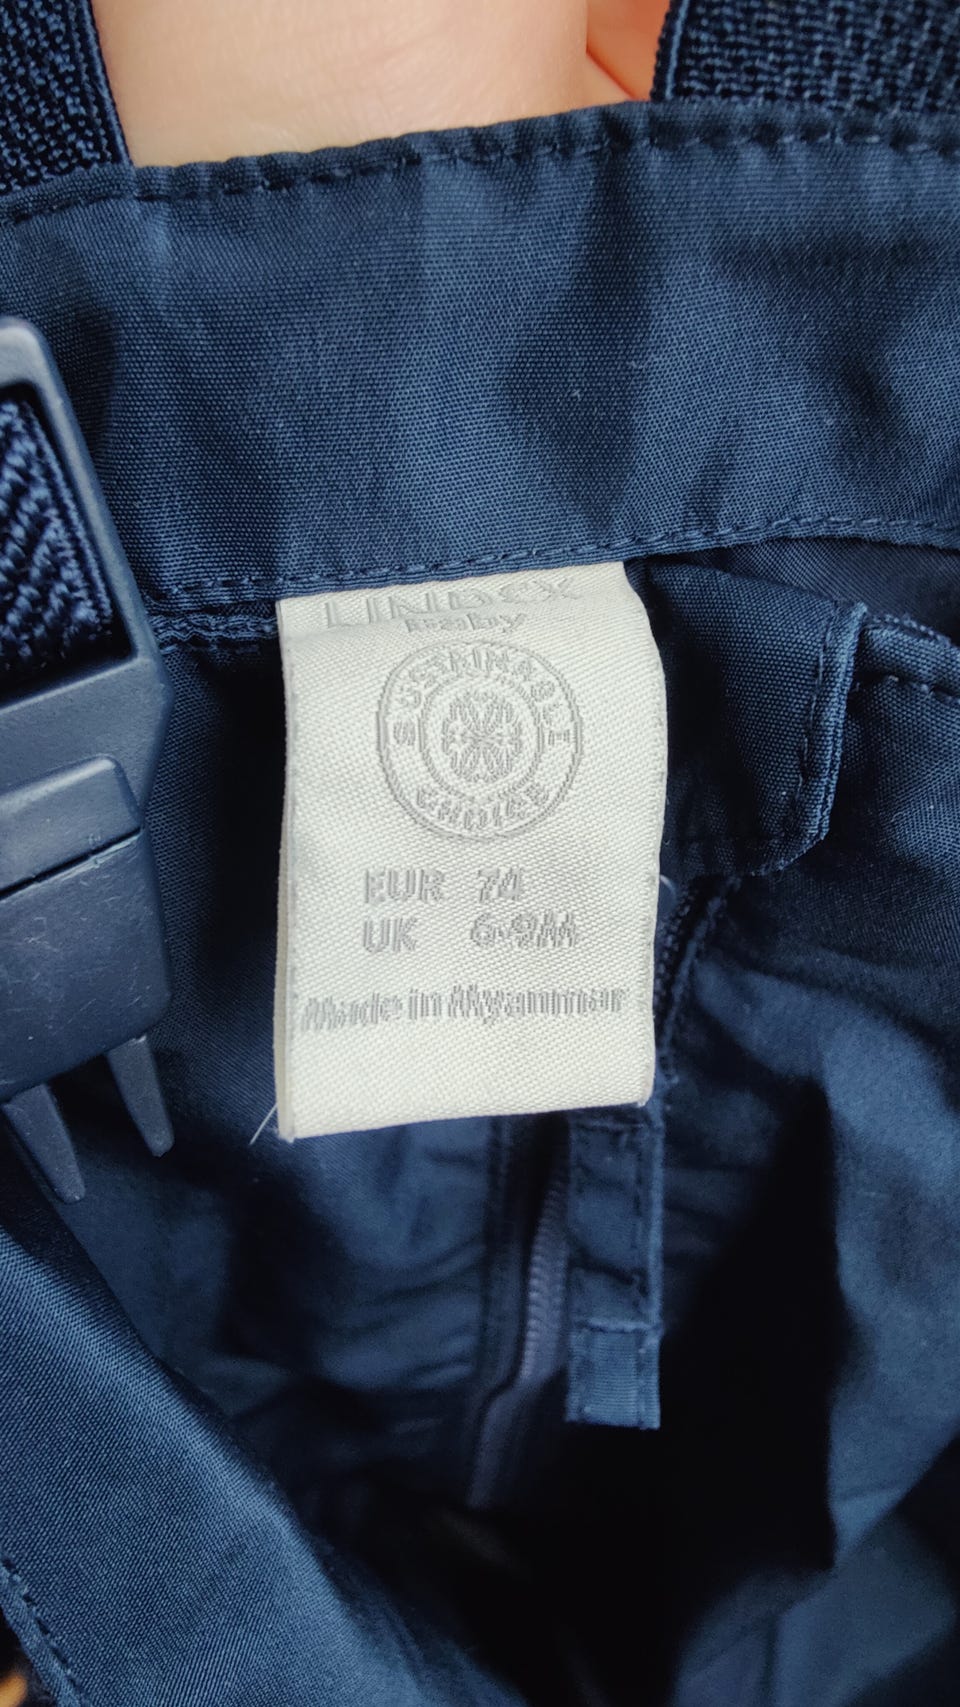 LINDEX
Baby
SUSTAINABLE
CHOICE
EUR 74
UK 6-9M
Made in Myanmar